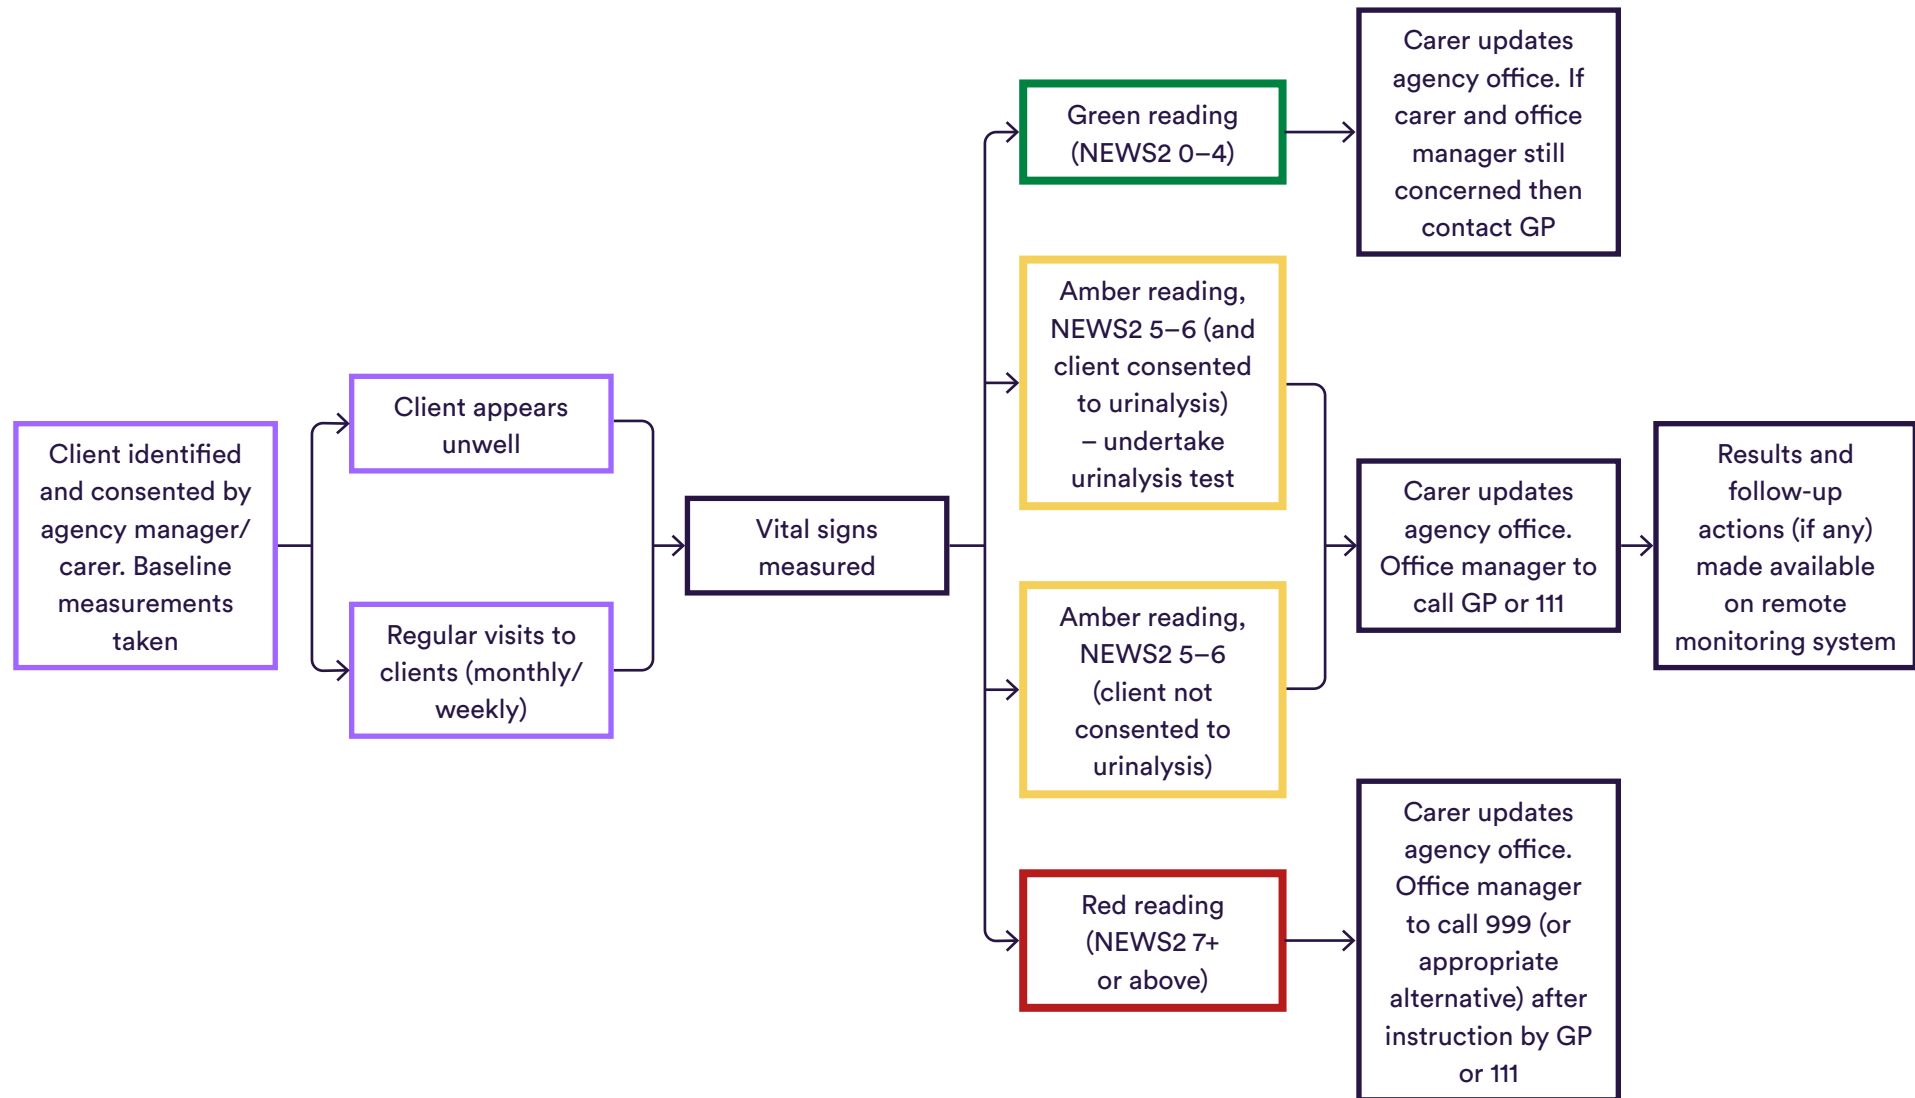 Client identified
and consented by
agency manager/
carer. Baseline
measurements
taken
Client appears
unwell
Regular visits to
clients (monthly/
weekly)
Vital signs
measured
Green reading
(NEWS2 0–4)
Carer updates
agency office. If
carer and office
manager still
concerned then
contact GP
Amber reading,
NEWS2 5–6 (and
client consented
to urinalysis)
– undertake
urinalysis test
Amber reading,
NEWS2 5–6
(client not
consented to
urinalysis)
Carer updates
agency office.
Office manager to
call GP or 111
Results and
follow-up
actions (if any)
made available
on remote
monitoring system
Red reading
(NEWS2 7+
or above)
Carer updates
agency office.
Office manager
to call 999 (or
appropriate
alternative) after
instruction by GP
or 111